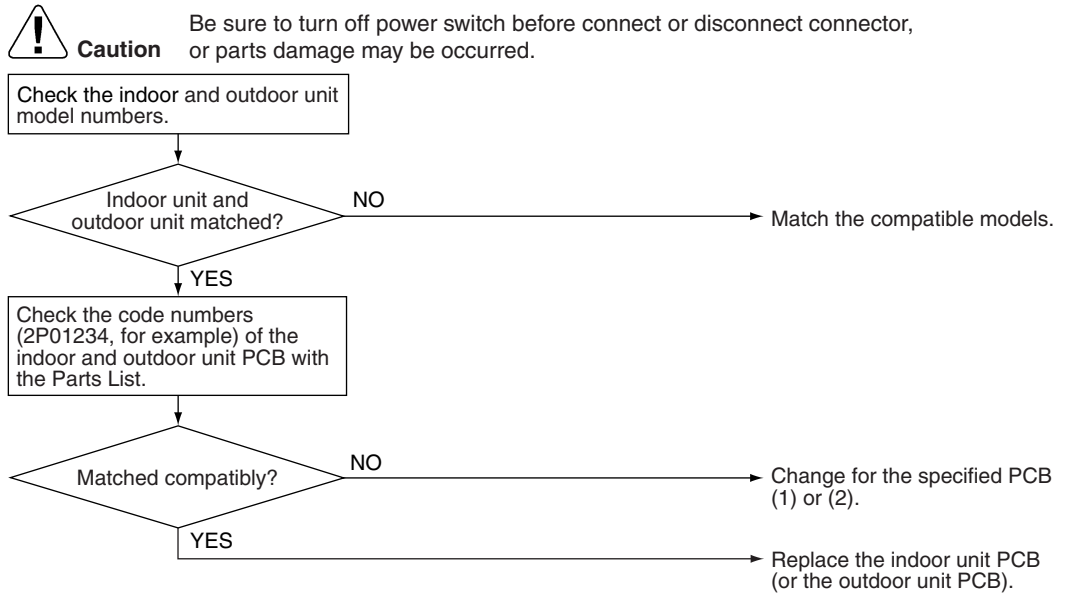 Caution
Be sure to turn off power switch before connect or disconnect connector,
or parts damage may be occurred.
Check the indoor and outdoor unit
model numbers.
Indoor unit and
outdoor unit matched?
NO
Match the compatible models.
YES
Check the code numbers
(2P01234, for example) of the
indoor and outdoor unit PCB with
the Parts List.
Matched compatibly?
NO
Change for the specified PCB
(1) or (2).
YES
Replace the indoor unit PCB
(or the outdoor unit PCB).